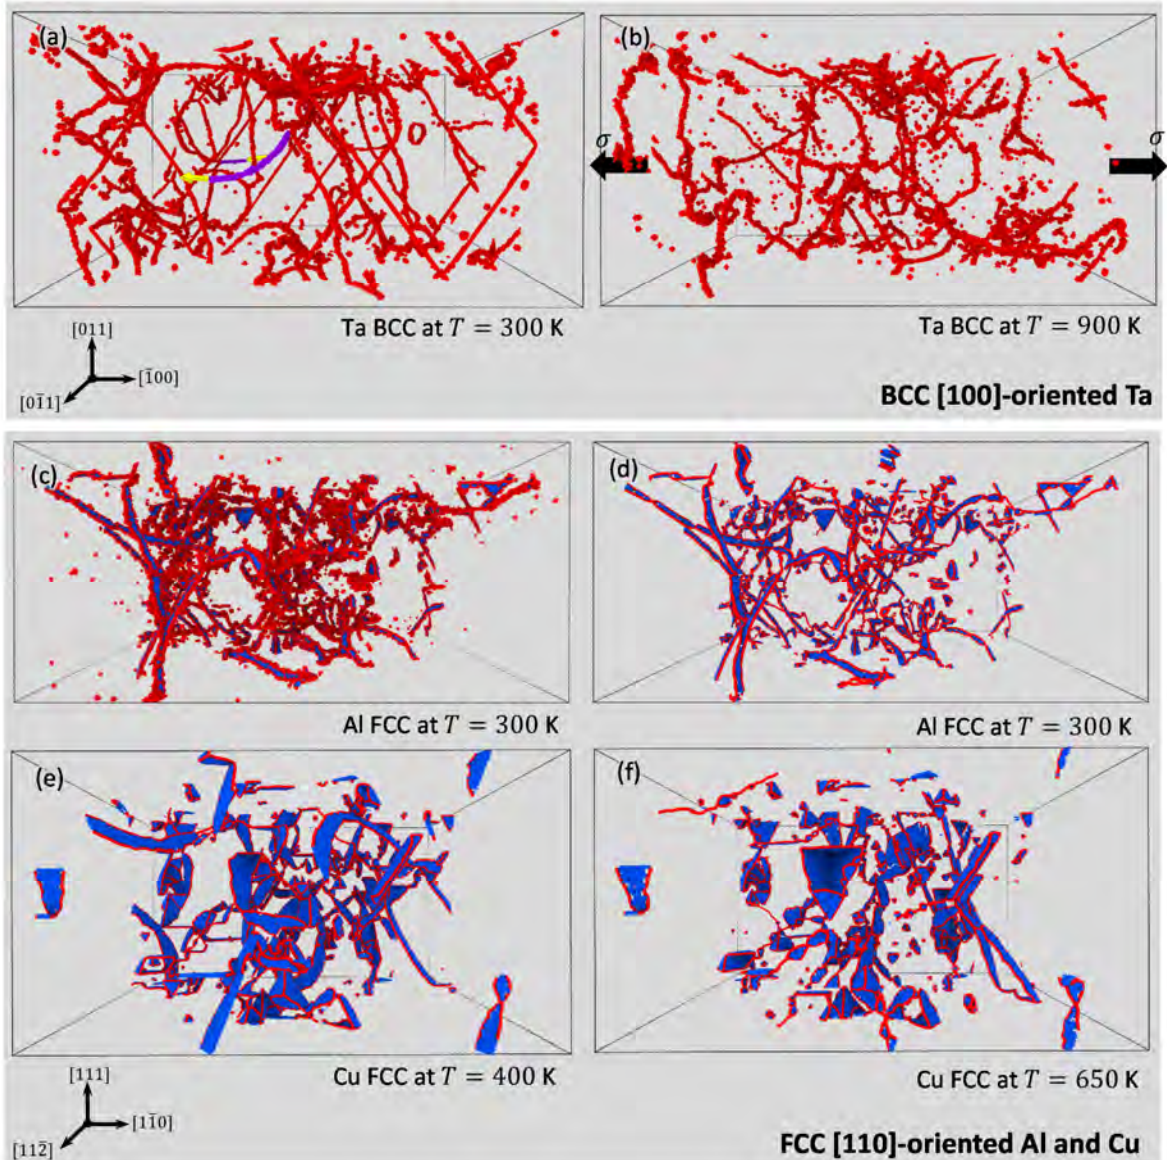 (a)
(b)
σ
σ
Ta BCC at T = 300 K
Ta BCC at T = 900 K
[011]
[1̄00]
[01̄1]
BCC [100]-oriented Ta
(c)
(d)
Al FCC at T = 300 K
Al FCC at T = 300 K
(e)
(f)
Cu FCC at T = 400 K
Cu FCC at T = 650 K
[111]
[11̄0]
[112̄]
FCC [110]-oriented Al and Cu